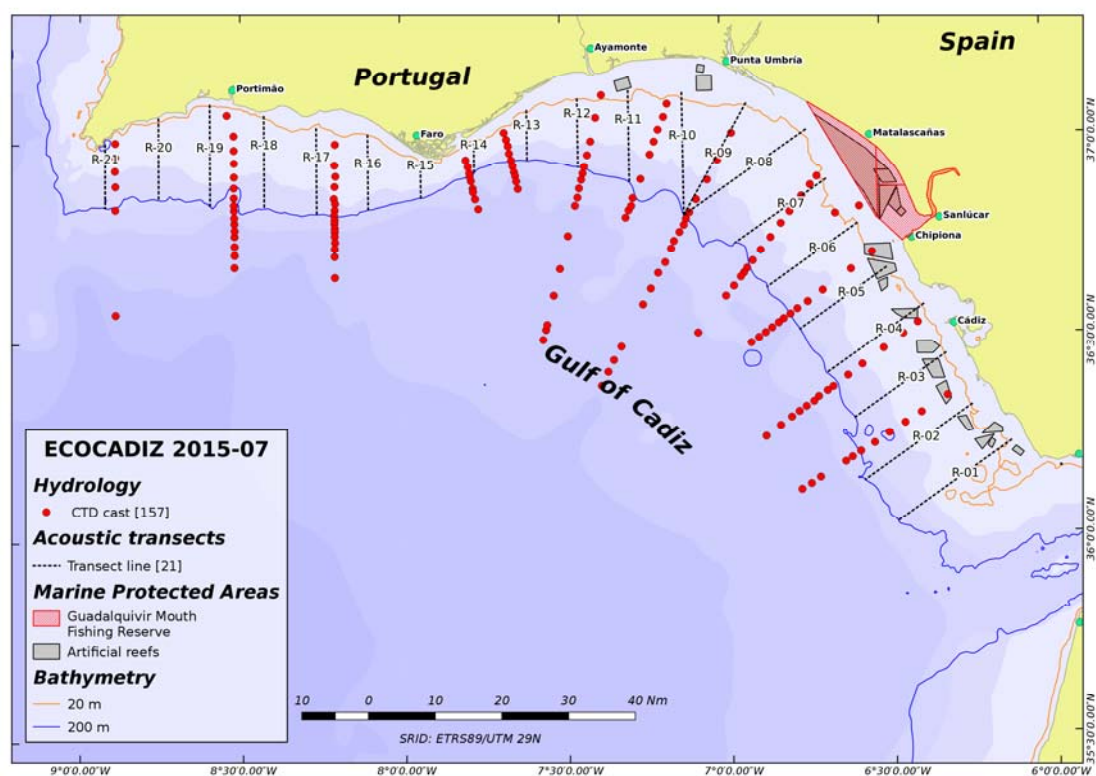 Spain
Ayamonte
Punta Umbría
Portugal
Portimão
Faro
Matalascañas
Sanlúcar
Chipiona
Cádiz
R-21
R-20
R-19
R-18
R-17
R-16
R-15
R-14
R-13
R-12
R-11
R-10
R-09
R-08
R-07
R-06
R-05
R-04
R-03
R-02
R-01
Gulf of Cadiz
37°0'0.00"N
36°30'0.00"N
36°0'0.00"N
35°30'0.00"N
ECOCADIZ 2015-07
Hydrology
CTD cast [157]
Acoustic transects
Transect line [21]
Marine Protected Areas
Guadalquivir Mouth
Fishing Reserve
Artificial reefs
Bathymetry
20 m
200 m
10 0 10 20 30 40 Nm
SRID: ETRS89/UTM 29N
9°0'0.00"W 8°30'0.00"W 8°0'0.00"W 7°30'0.00"W 7°0'0.00"W 6°30'0.00"W 6°0'0.00"W